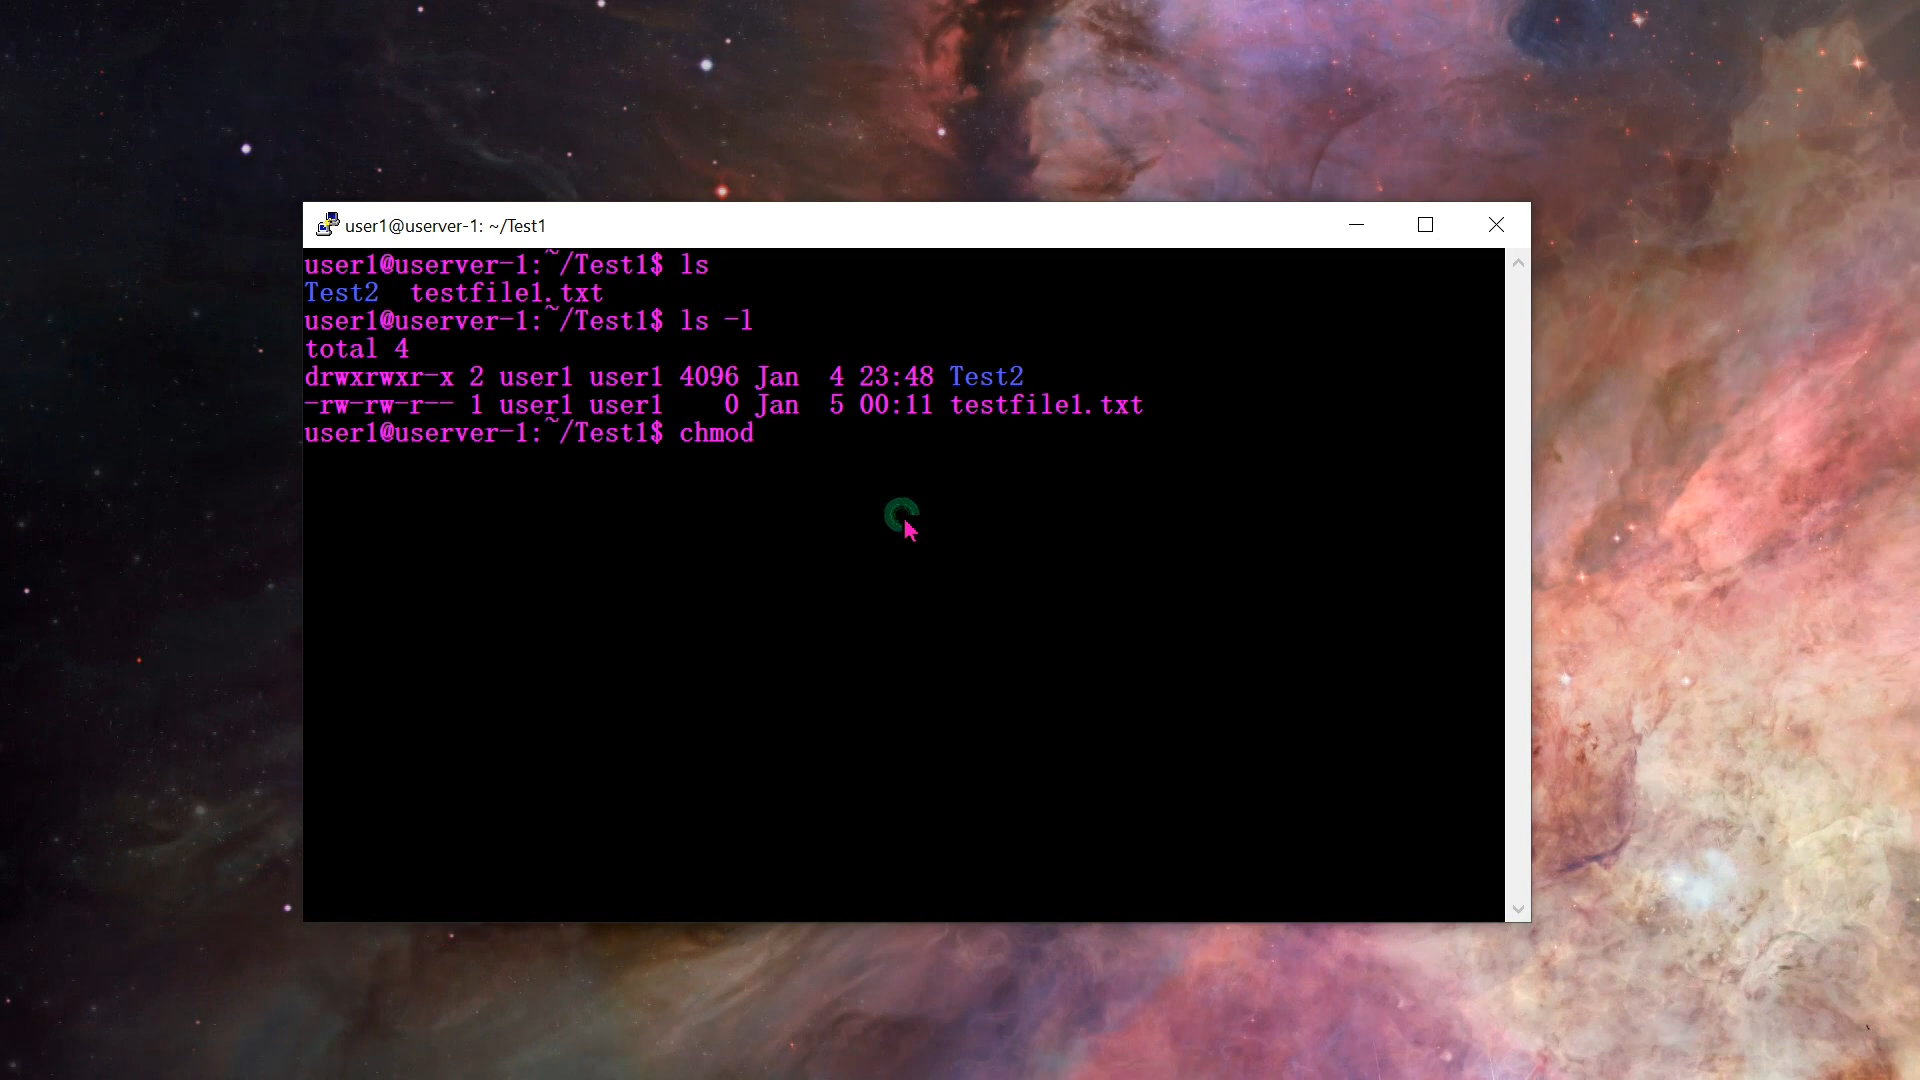 user1@userver-1: ~/Test1
user1@userver-1:~/Test1$ ls
Test2  testfile1.txt
user1@userver-1:~/Test1$ ls -l
total 4
drwxrwxr-x 2 user1 user1 4096 Jan  4 23:48 Test2
-rw-rw-r-- 1 user1 user1    0 Jan  5 00:11 testfile1.txt
user1@userver-1:~/Test1$ chmod